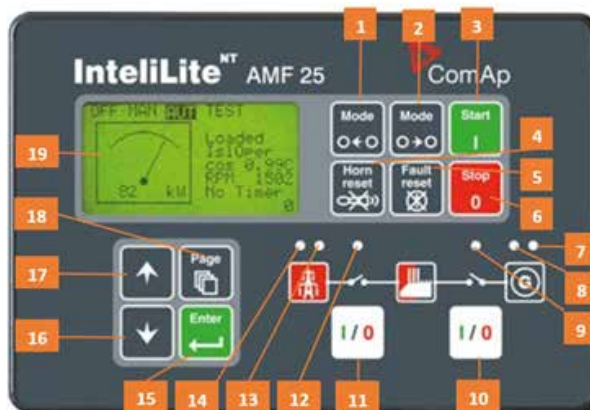 1
2
3
InteliLite NT AMF 25
ComAp
OFF MAN AUT TEST
Loaded
IslOper
cos 0.99C
RPM 1502
No Timer
0
82 kW
Mode
Mode
Start
I
Horn reset
Fault reset
Stop
0
4
5
6
19
18
17
16
Page
Enter
7
8
9
G
I / 0
I / 0
15
14
13
12
11
10